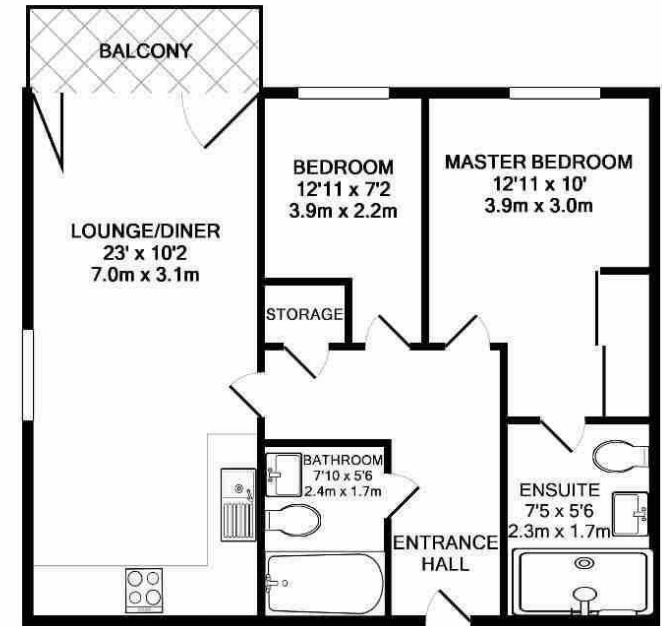 BALCONY
BEDROOM
12'11 x 7'2
3.9m x 2.2m
MASTER BEDROOM
12'11 x 10'
3.9m x 3.0m
LOUNGE/DINER
23' x 10'2
7.0m x 3.1m
STORAGE
BATHROOM
7'10 x 5'6
2.4m x 1.7m
ENSUITE
7'5 x 5'6
2.3m x 1.7m
ENTRANCE
HALL